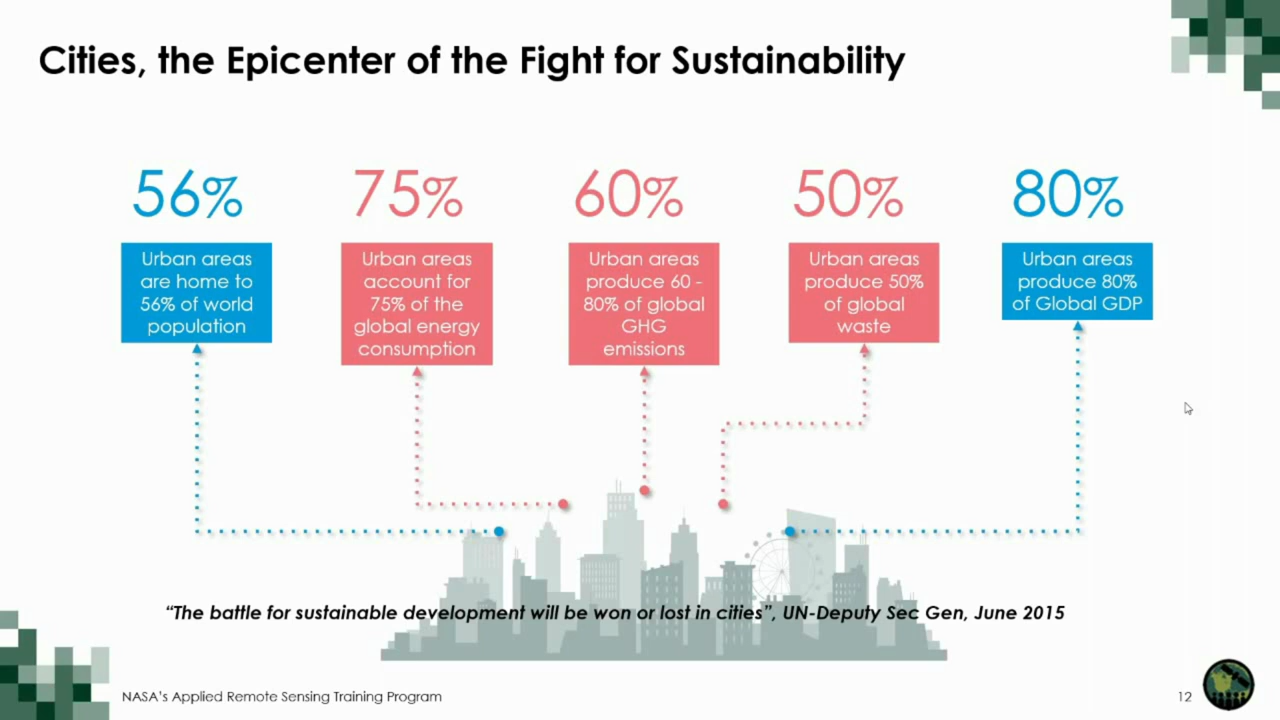 Cities, the Epicenter of the Fight for Sustainability
56%
Urban areas
are home to
56% of world
population
75%
Urban areas
account for
75% of the
global energy
consumption
60%
Urban areas
produce 60 -
80% of global
GHG
emissions
50%
Urban areas
produce 50%
of global
waste
80%
Urban areas
produce 80%
of Global GDP
“The battle for sustainable development will be won or lost in cities”, UN-Deputy Sec Gen, June 2015
NASA’s Applied Remote Sensing Training Program
12